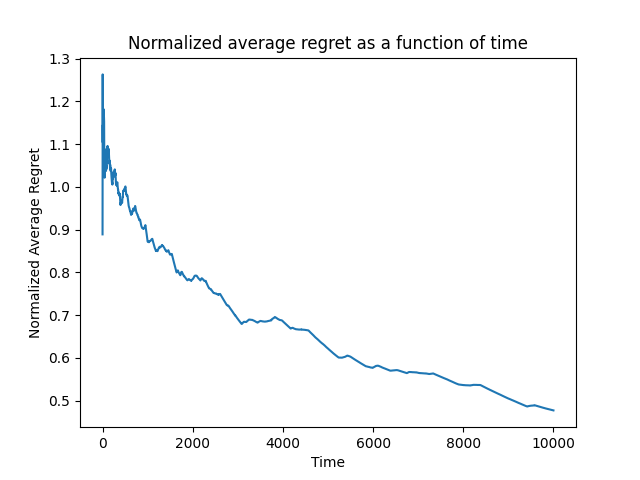 Normalized average regret as a function of time
Normalized Average Regret
1.3
1.2
1.1
1.0
0.9
0.8
0.7
0.6
0.5
0 2000 4000 6000 8000 10000
Time